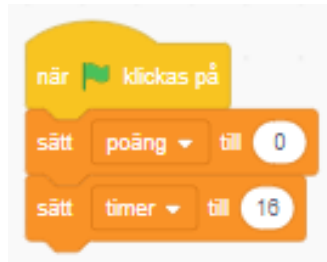 när klickas på
sätt poäng till 0
sätt timer till 16